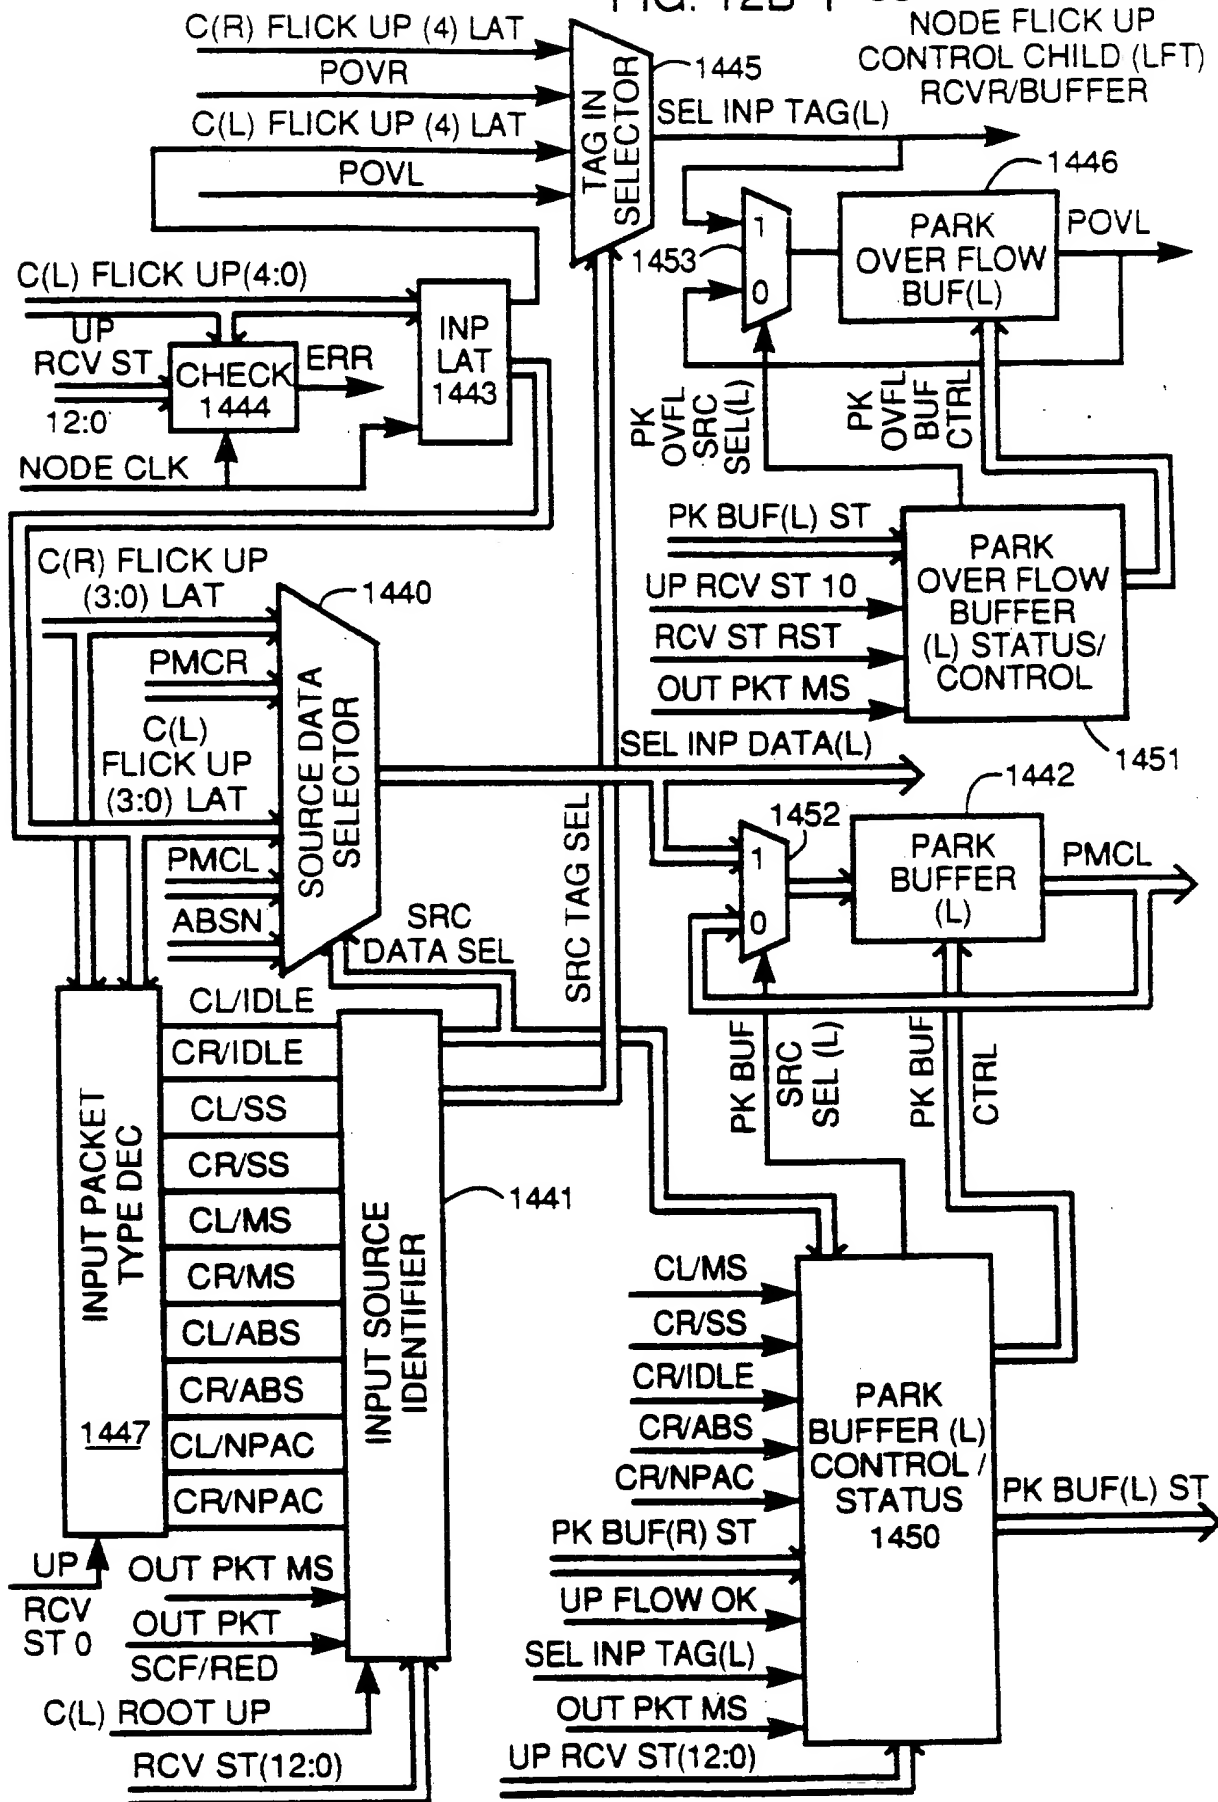 FIG. 12B-1
C(R) FLICK UP (4) LAT
POVR
C(L) FLICK UP (4) LAT
POVL
TAG IN
SELECTOR
1445
NODE FLICK UP
CONTROL CHILD (LFT)
RCVR/BUFFER
SEL INP TAG(L)
1446
1
1453
0
PARK
OVER FLOW
BUF(L)
POVL
C(L) FLICK UP(4:0)
UP
RCV ST
12:0
CHECK
1444
ERR
INP
LAT
1443
NODE CLK
PK
OVFL
SRC
SEL(L)
PK
OVFL
BUF
CTRL
PK BUF(L) ST
UP RCV ST 10
RCV ST RST
OUT PKT MS
PARK
OVER FLOW
BUFFER
(L) STATUS/
CONTROL
1451
C(R) FLICK UP
(3:0) LAT
1440
PMCR
C(L)
FLICK UP
(3:0) LAT
PMCL
ABSN
SOURCE DATA
SELECTOR
SRC
DATA SEL
SRC TAG SEL
SEL INP DATA(L)
1442
1452
1
0
PARK
BUFFER
(L)
PMCL
PK BUF
SRC
SEL (L)
PK BUF
CTRL
INPUT PACKET
TYPE DEC
1447
CL/IDLE
CR/IDLE
CL/SS
CR/SS
CL/MS
CR/MS
CL/ABS
CR/ABS
CL/NPAC
CR/NPAC
INPUT SOURCE
IDENTIFIER
1441
UP
RCV
ST 0
OUT PKT MS
OUT PKT
SCF/RED
C(L) ROOT UP
RCV ST(12:0)
CL/MS
CR/SS
CR/IDLE
CR/ABS
CR/NPAC
PK BUF(R) ST
UP FLOW OK
SEL INP TAG(L)
OUT PKT MS
UP RCV ST(12:0)
PARK
BUFFER (L)
CONTROL /
STATUS
1450
PK BUF(L) ST